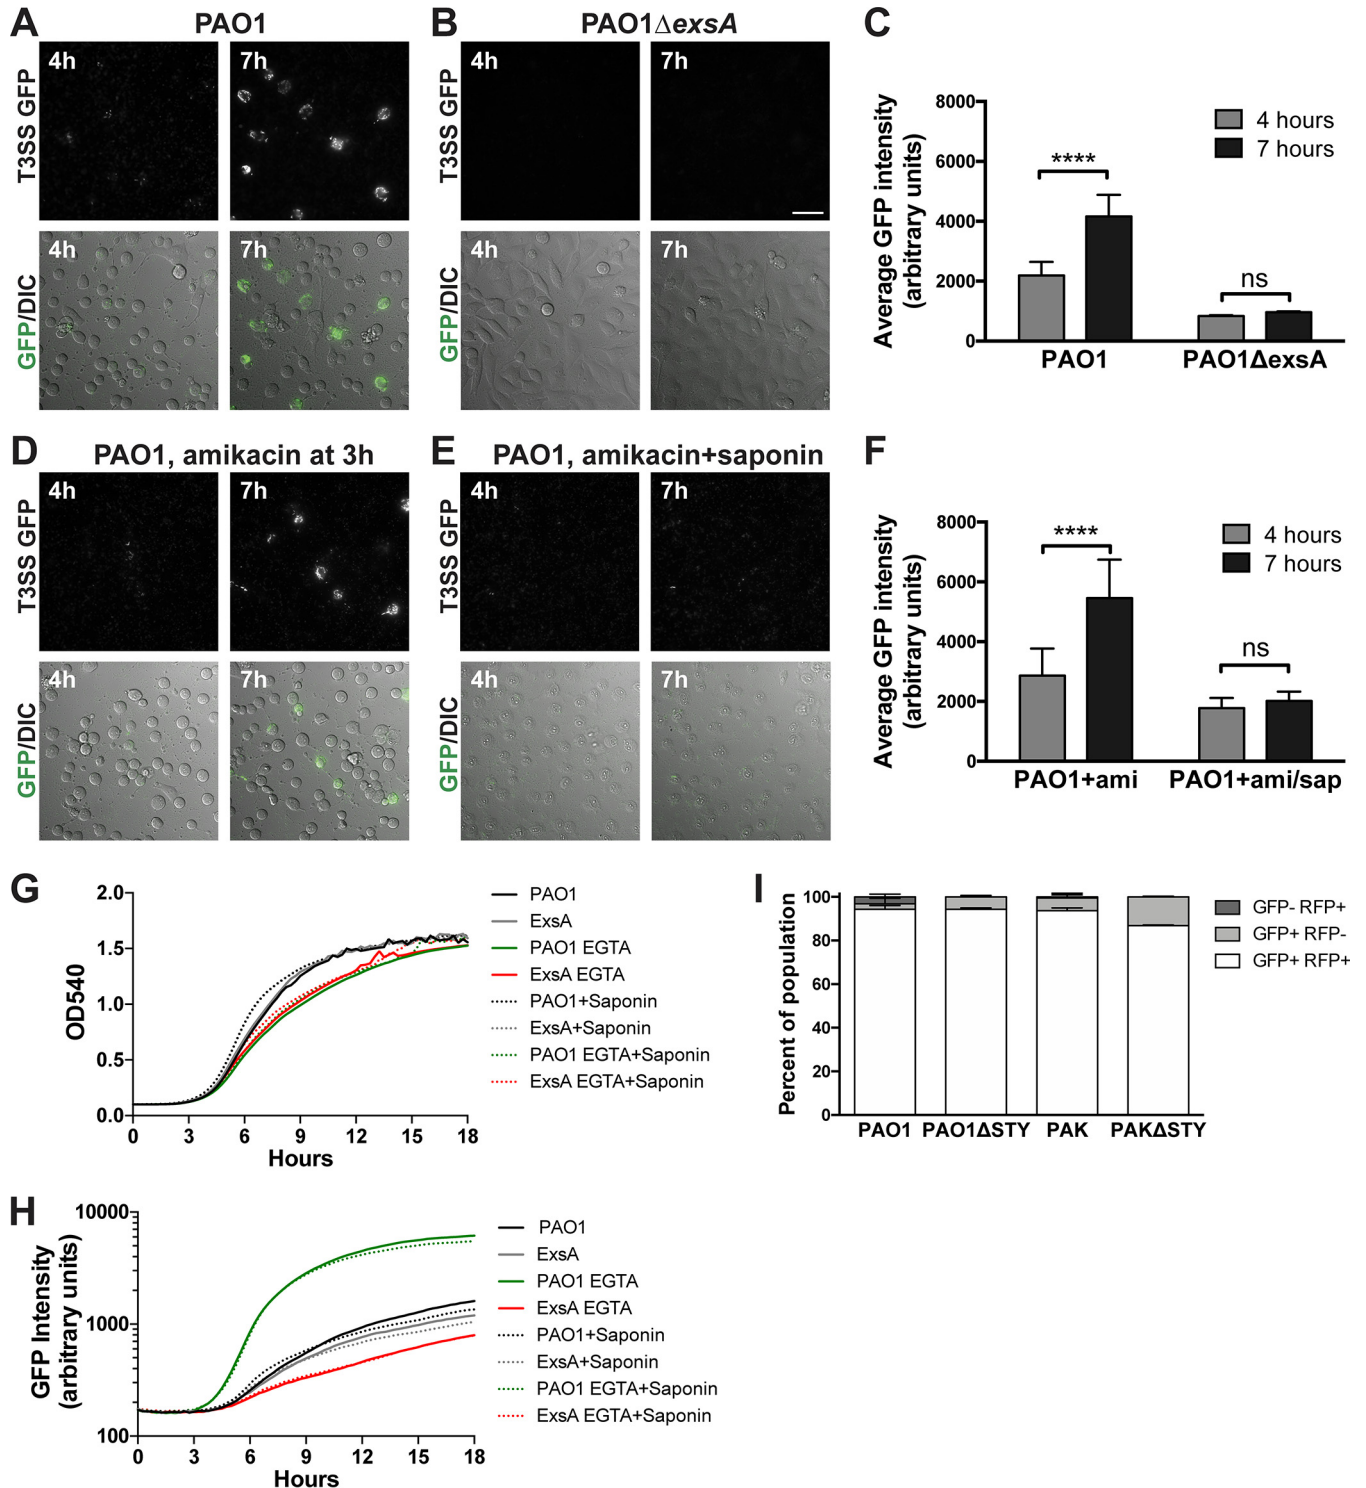 A
PAO1
T3SS GFP
4h
7h
GFP/DIC
4h
7h
B
PAO1ΔexsA
T3SS GFP
4h
7h
GFP/DIC
4h
7h
C
Average GFP intensity
(arbitrary units)
8000
6000
4000
2000
0
4 hours
7 hours
****
ns
PAO1
PAO1ΔexsA
D
PAO1, amikacin at 3h
T3SS GFP
4h
7h
GFP/DIC
4h
7h
E
PAO1, amikacin+saponin
T3SS GFP
4h
7h
GFP/DIC
4h
7h
F
Average GFP intensity
(arbitrary units)
8000
6000
4000
2000
0
4 hours
7 hours
****
ns
PAO1+ami
PAO1+ami/sap
G
OD540
2.0
1.5
1.0
0.5
0.0
0 3 6 9 12 15 18
Hours
PAO1
ExsA
PAO1 EGTA
ExsA EGTA
PAO1+Saponin
ExsA+Saponin
PAO1 EGTA+Saponin
ExsA EGTA+Saponin
I
Percent of population
100
80
60
40
20
0
PAO1 PAO1ΔSTY PAK PAKΔSTY
GFP- RFP+
GFP+ RFP-
GFP+ RFP+
H
GFP Intensity
(arbitrary units)
10000
1000
100
0 3 6 9 12 15 18
Hours
PAO1
ExsA
PAO1 EGTA
ExsA EGTA
PAO1+Saponin
ExsA+Saponin
PAO1 EGTA+Saponin
ExsA EGTA+Saponin